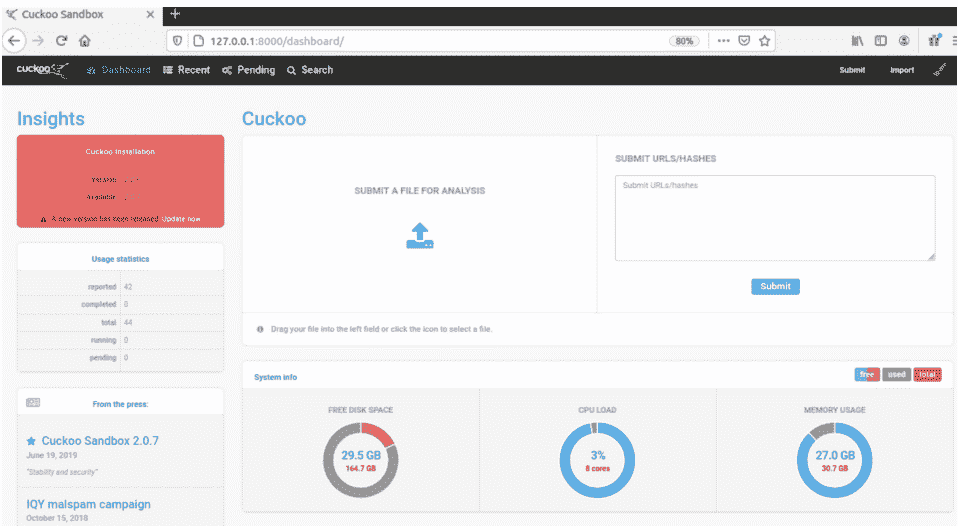 Cuckoo Sandbox
127.0.0.1:8000/dashboard/
80%
cuckoo
Dashboard
Recent
Pending
Search
Submit
Import
Insights
Cuckoo Installation
Version
A new version has been released. Update now
Usage statistics
reported 42
completed 0
total 44
running 0
pending 0
From the press:
Cuckoo Sandbox 2.0.7
June 19, 2019
"Stability and security"
IQY malspam campaign
October 15, 2018
Cuckoo
SUBMIT A FILE FOR ANALYSIS
SUBMIT URLS/HASHES
Submit URLs/hashes
Submit
Drag your file into the left field or click the icon to select a file.
System info
free
used
total
FREE DISK SPACE
29.5 GB
164.7 GB
CPU LOAD
3%
8 cores
MEMORY USAGE
27.0 GB
30.7 GB